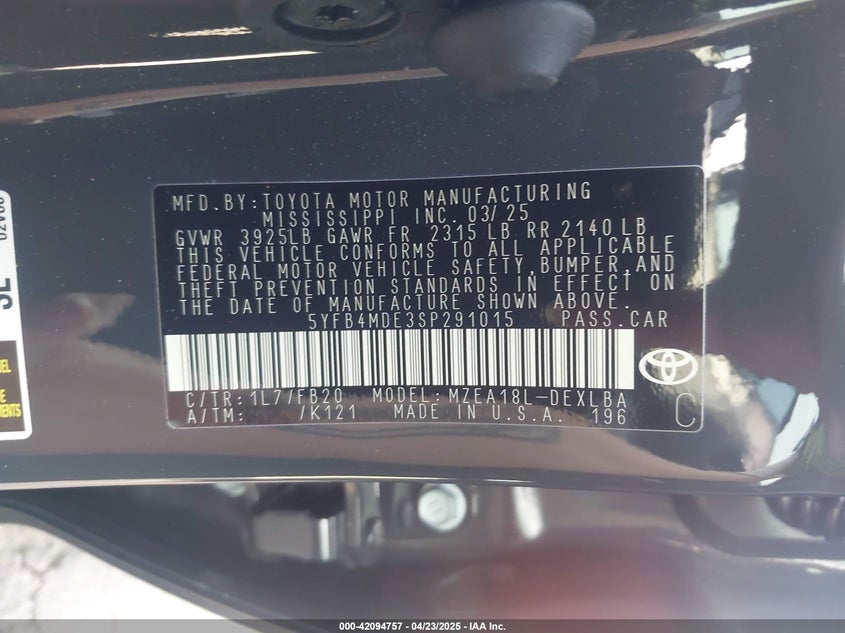 MFD. BY: TOYOTA MOTOR MANUFACTURING
MISSISSIPPI INC. 03/25
GVWR 3925LB GAWR FR 2315 LB RR 2140 LB
THIS VEHICLE CONFORMS TO ALL APPLICABLE
FEDERAL MOTOR VEHICLE SAFETY, BUMPER, AND
THEFT PREVENTION STANDARDS IN EFFECT ON
THE DATE OF MANUFACTURE SHOWN ABOVE.
5YFB4MDE3SP291015 PASS. CAR
C/TR: 1L7/FB20 MODEL: MZEA18L-DEXLBA
A/TM: /K121 MADE IN U.S.A. 196 C
000-42094757 - 04/23/2025 - IAA Inc.